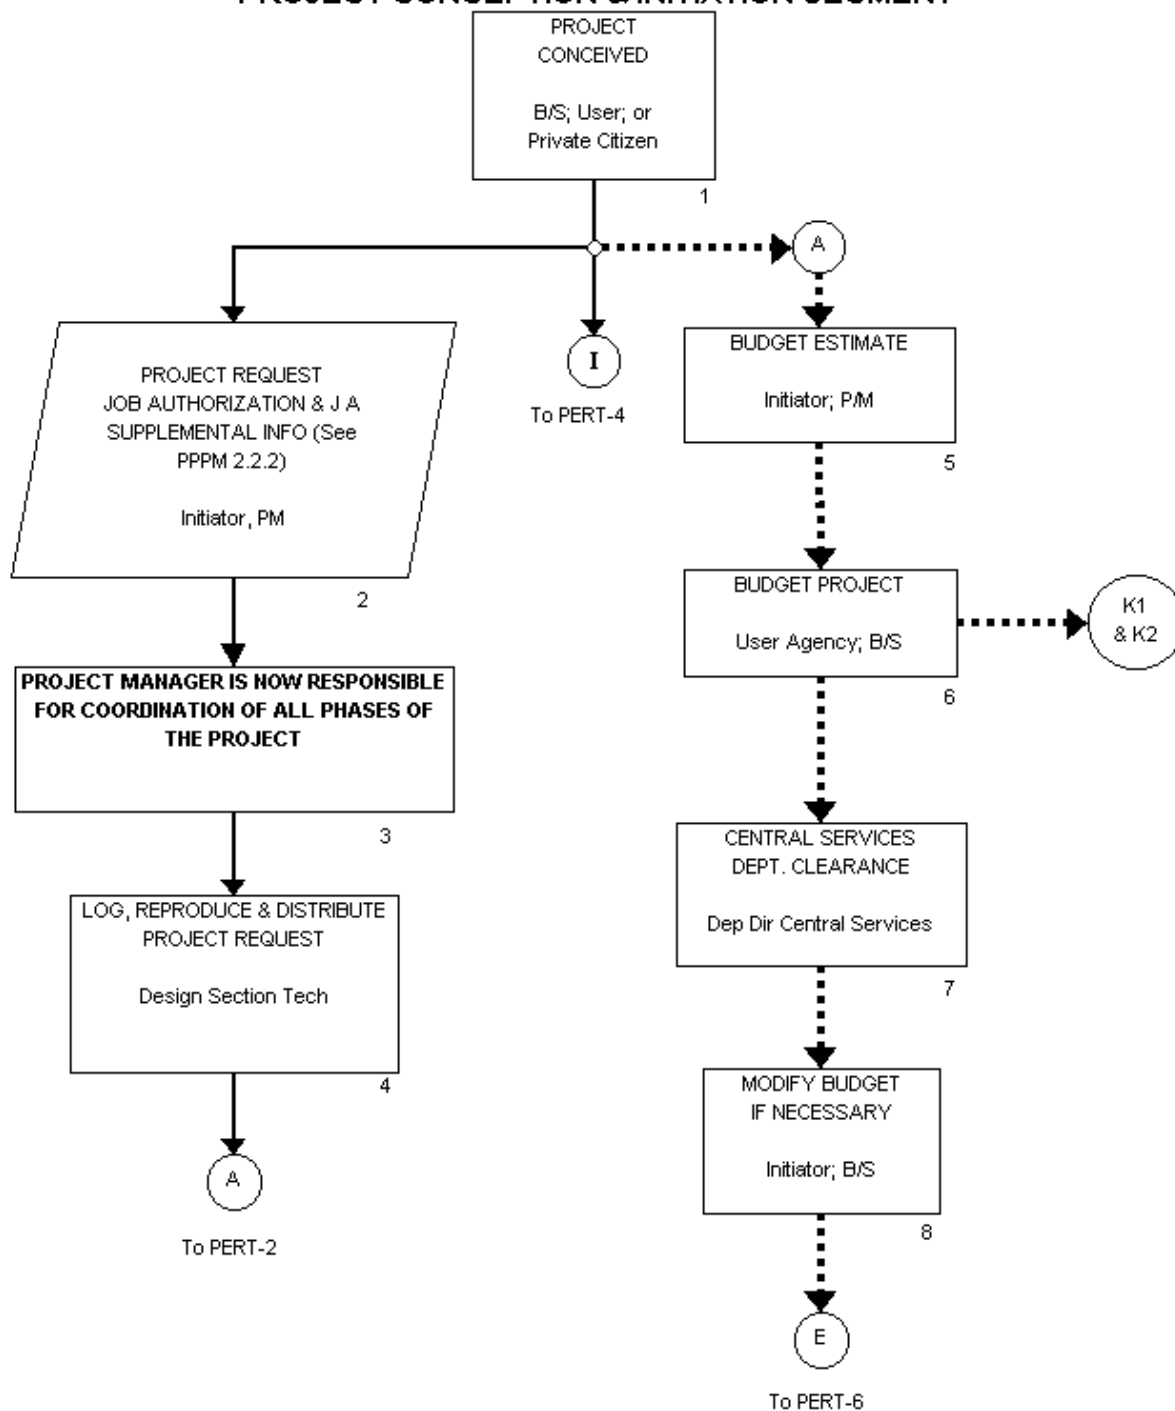 PROJECT CONCEPTION & INITIATION SEGMENT
PROJECT
CONCEIVED
B/S; User; or
Private Citizen
1
A
I
To PERT-4
PROJECT REQUEST
JOB AUTHORIZATION & J A
SUPPLEMENTAL INFO (See
PPPM 2.2.2)
Initiator, PM
2
PROJECT MANAGER IS NOW RESPONSIBLE
FOR COORDINATION OF ALL PHASES OF
THE PROJECT
3
LOG, REPRODUCE & DISTRIBUTE
PROJECT REQUEST
Design Section Tech
4
A
To PERT-2
BUDGET ESTIMATE
Initiator; P/M
5
BUDGET PROJECT
User Agency; B/S
6
K1
& K2
CENTRAL SERVICES
DEPT. CLEARANCE
Dep Dir Central Services
7
MODIFY BUDGET
IF NECESSARY
Initiator; B/S
8
E
To PERT-6